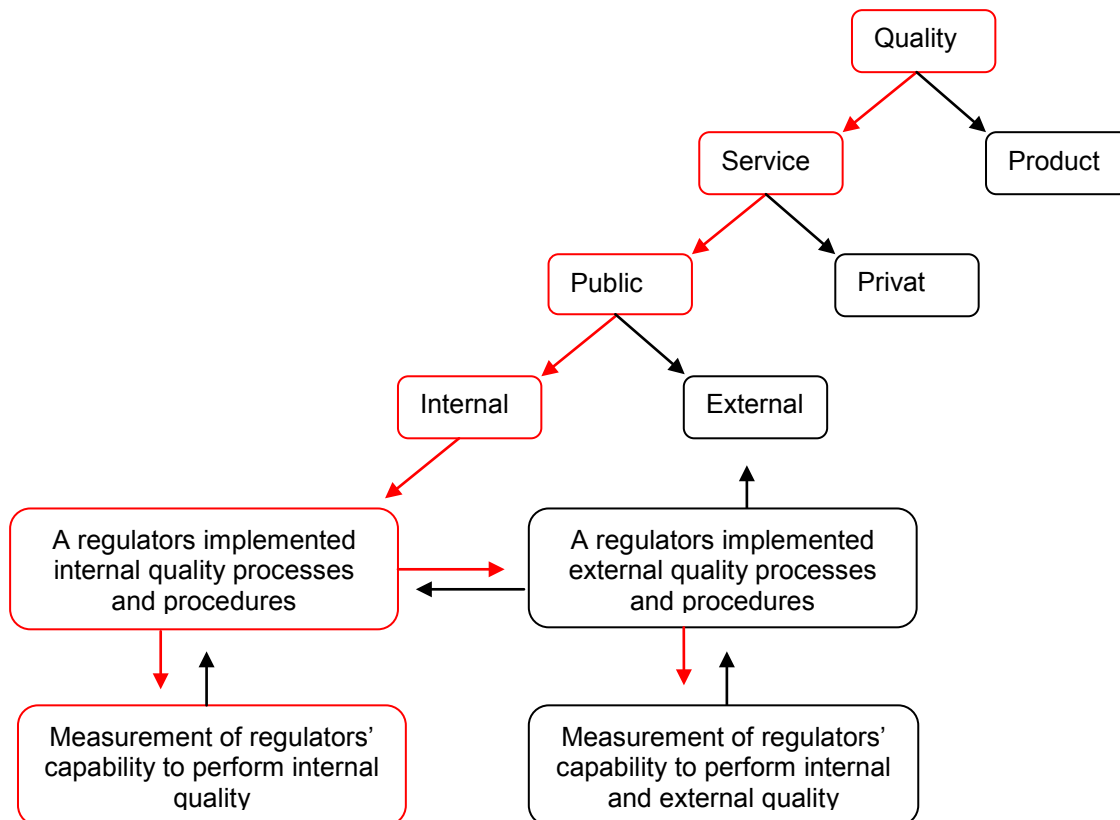 Quality
Service
Product
Public
Privat
Internal
External
A regulators implemented
internal quality processes
and procedures
A regulators implemented
external quality processes
and procedures
Measurement of regulators’
capability to perform internal
quality
Measurement of regulators’
capability to perform internal
and external quality